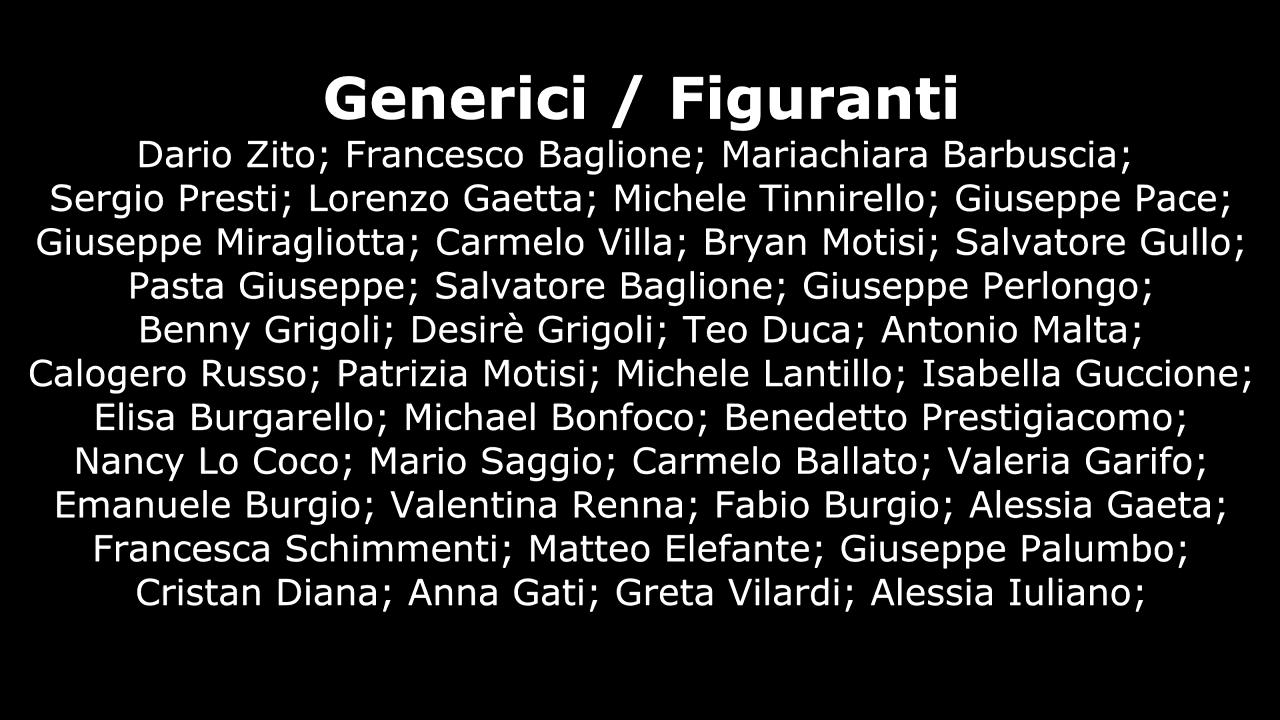 Generici / Figuranti
Dario Zito; Francesco Baglione; Mariachiara Barbuscia;
Sergio Presti; Lorenzo Gaetta; Michele Tinnirello; Giuseppe Pace;
Giuseppe Miragliotta; Carmelo Villa; Bryan Motisi; Salvatore Gullo;
Pasta Giuseppe; Salvatore Baglione; Giuseppe Perlongo;
Benny Grigoli; Desirè Grigoli; Teo Duca; Antonio Malta;
Calogero Russo; Patrizia Motisi; Michele Lantillo; Isabella Guccione;
Elisa Burgarello; Michael Bonfoco; Benedetto Prestigiacomo;
Nancy Lo Coco; Mario Saggio; Carmelo Ballato; Valeria Garifo;
Emanuele Burgio; Valentina Renna; Fabio Burgio; Alessia Gaeta;
Francesca Schimmenti; Matteo Elefante; Giuseppe Palumbo;
Cristan Diana; Anna Gati; Greta Vilardi; Alessia Iuliano;